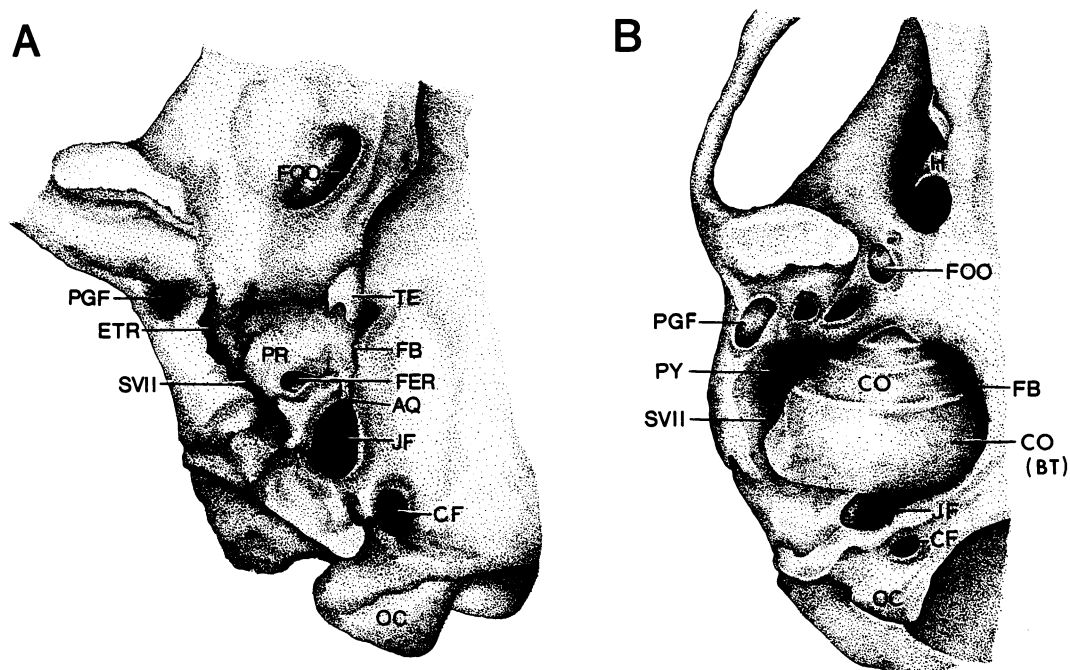 A
FOO
PGF
TE
ETR
PR
FB
SVII
FER
AQ
JF
CF
OC
B
H
FOO
PGF
PY
CO
FB
SVII
CO
(BT)
JF
CF
OC